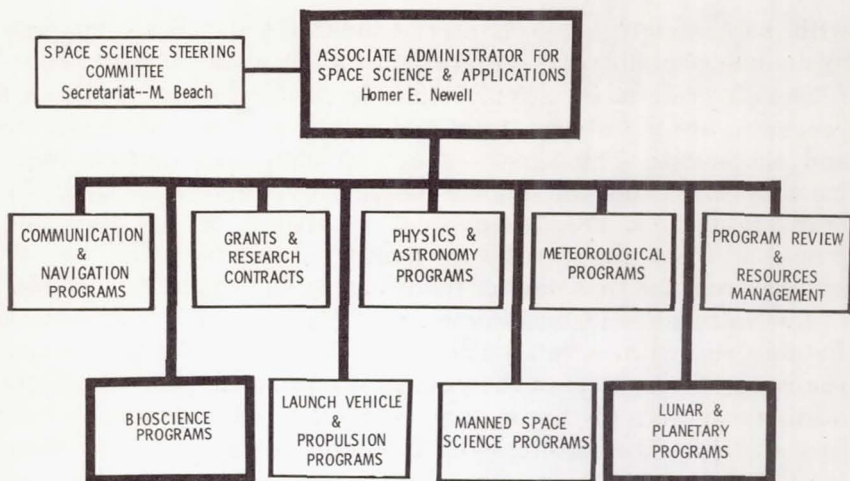 SPACE SCIENCE STEERING
COMMITTEE
Secretariat--M. Beach
ASSOCIATE ADMINISTRATOR FOR
SPACE SCIENCE & APPLICATIONS
Homer E. Newell
COMMUNICATION
&
NAVIGATION
PROGRAMS
GRANTS &
RESEARCH
CONTRACTS
PHYSICS &
ASTRONOMY
PROGRAMS
METEOROLOGICAL
PROGRAMS
PROGRAM REVIEW
&
RESOURCES
MANAGEMENT
BIOSCIENCE
PROGRAMS
LAUNCH VEHICLE
&
PROPULSION
PROGRAMS
MANNED SPACE
SCIENCE PROGRAMS
LUNAR &
PLANETARY
PROGRAMS